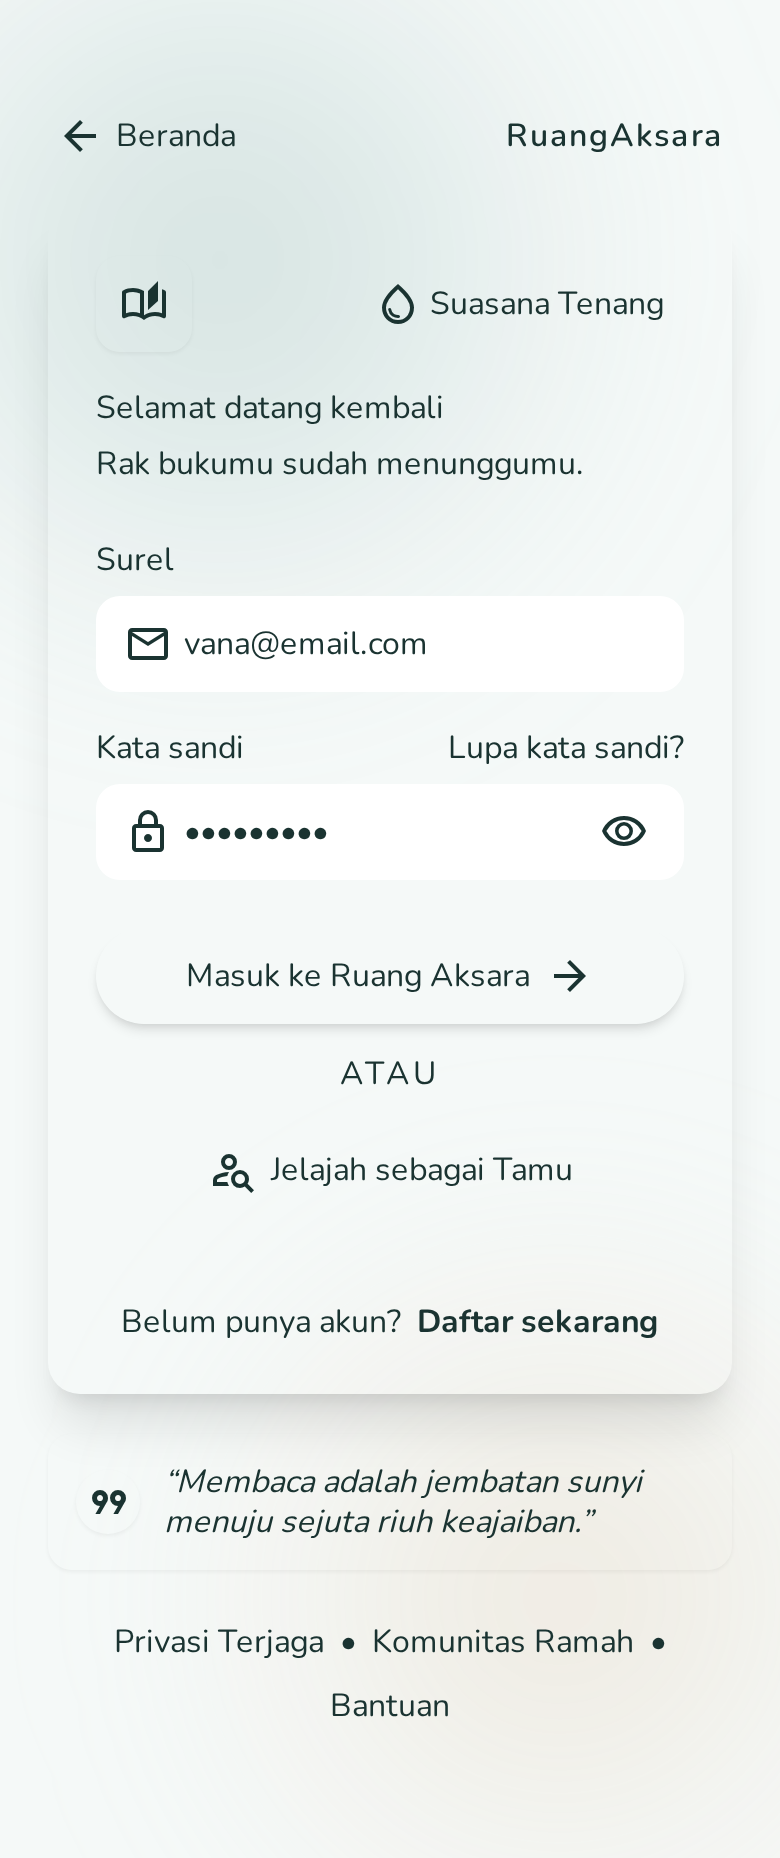 Beranda
RuangAksara
Suasana Tenang
Selamat datang kembali
Rak bukumu sudah menunggumu.
Surel
vana@email.com
Kata sandi
Lupa kata sandi?
•••••••••
Masuk ke Ruang Aksara
ATAU
Jelajah sebagai Tamu
Belum punya akun? Daftar sekarang
“Membaca adalah jembatan sunyi
menuju sejuta riuh keajaiban.”
Privasi Terjaga • Komunitas Ramah •
Bantuan